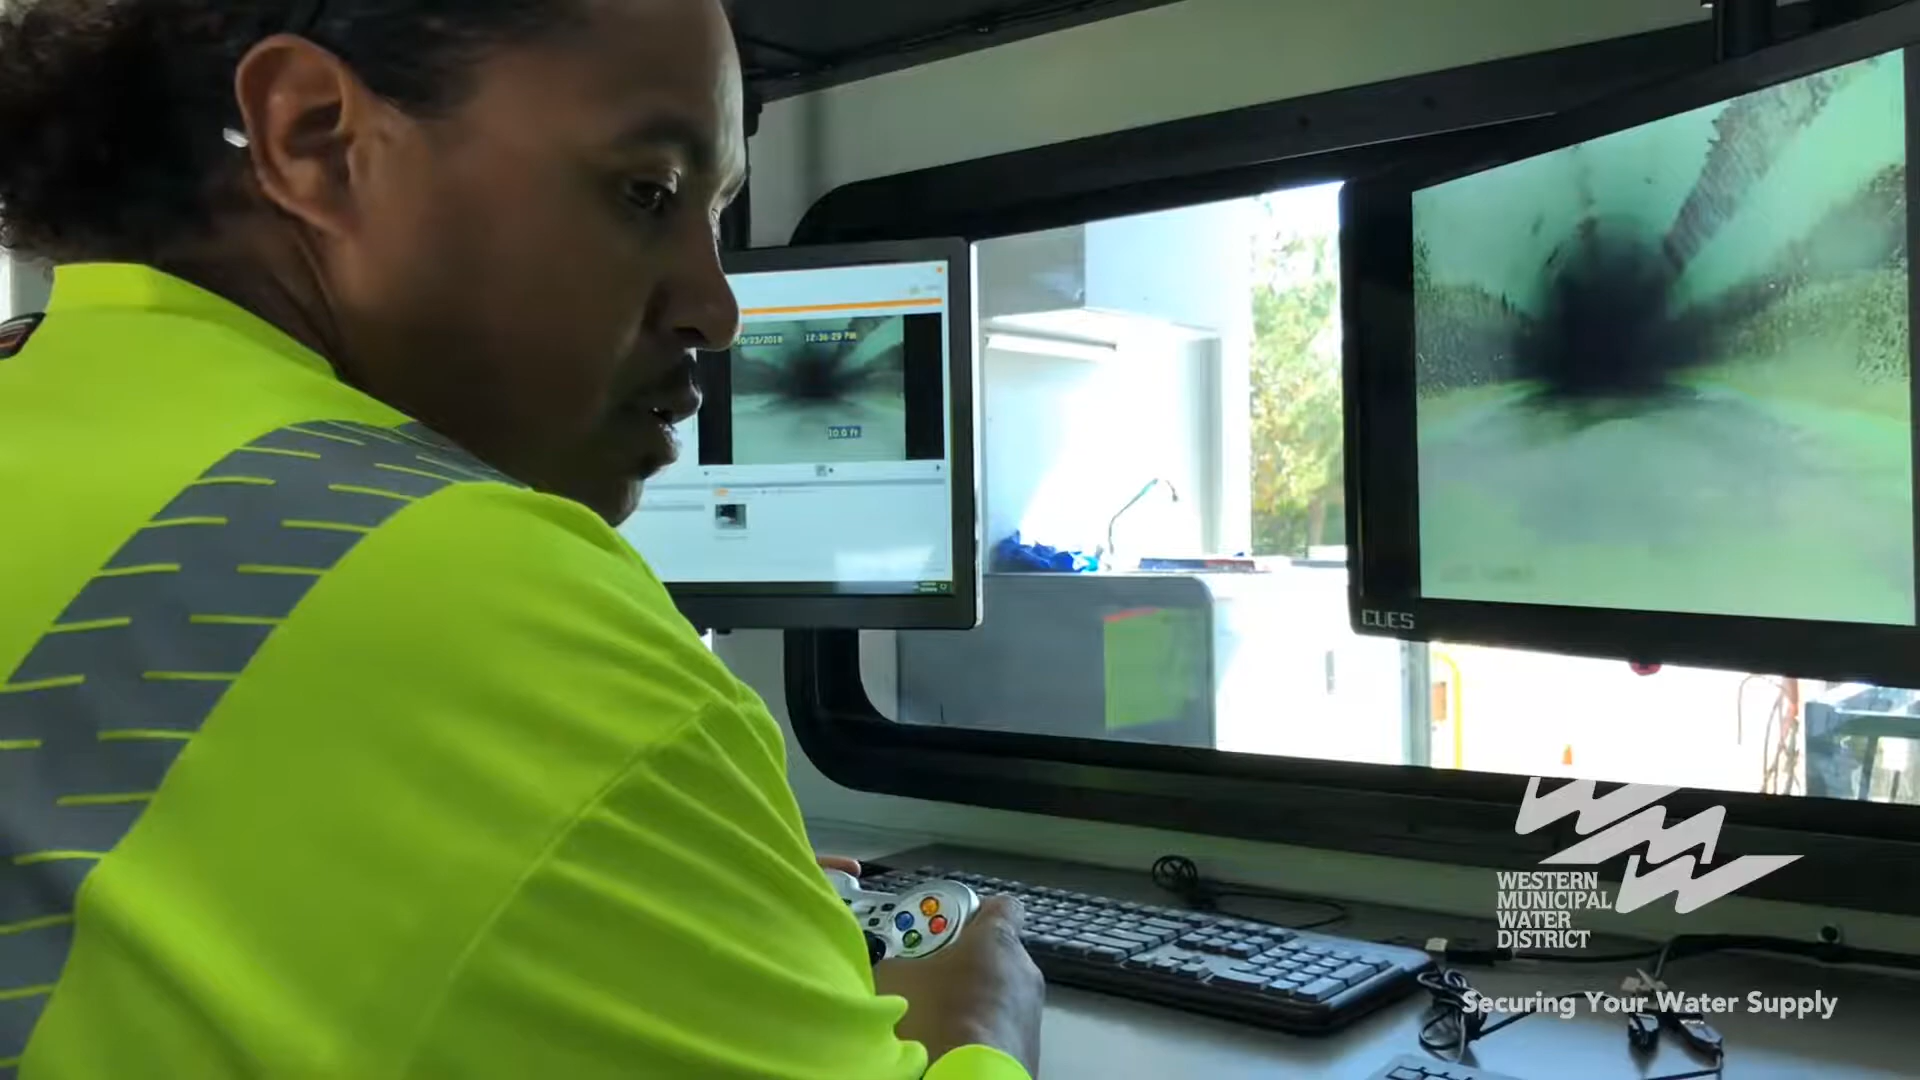 10/23/2018 12:36:29 PM
10.0 ft
CUES
WESTERN
MUNICIPAL
WATER
DISTRICT
Securing Your Water Supply